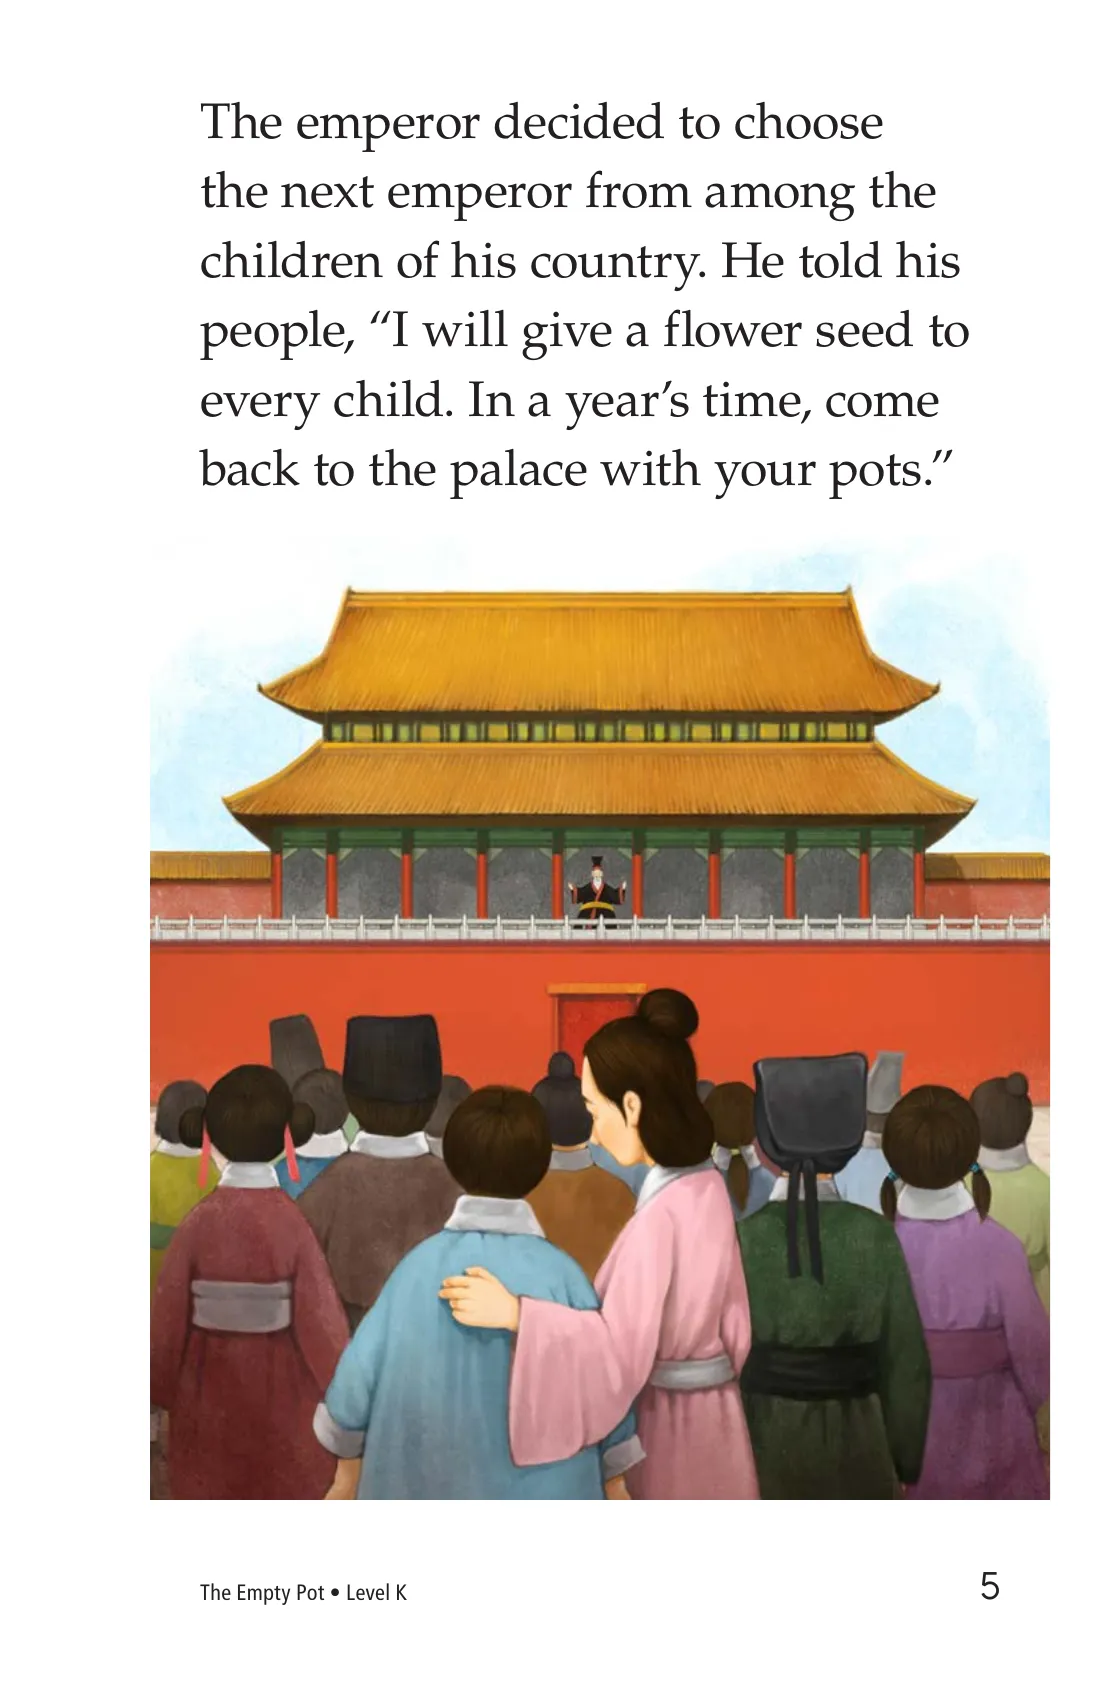 The emperor decided to choose
the next emperor from among the
children of his country. He told his
people, “I will give a flower seed to
every child. In a year’s time, come
back to the palace with your pots.”
The Empty Pot • Level K
5